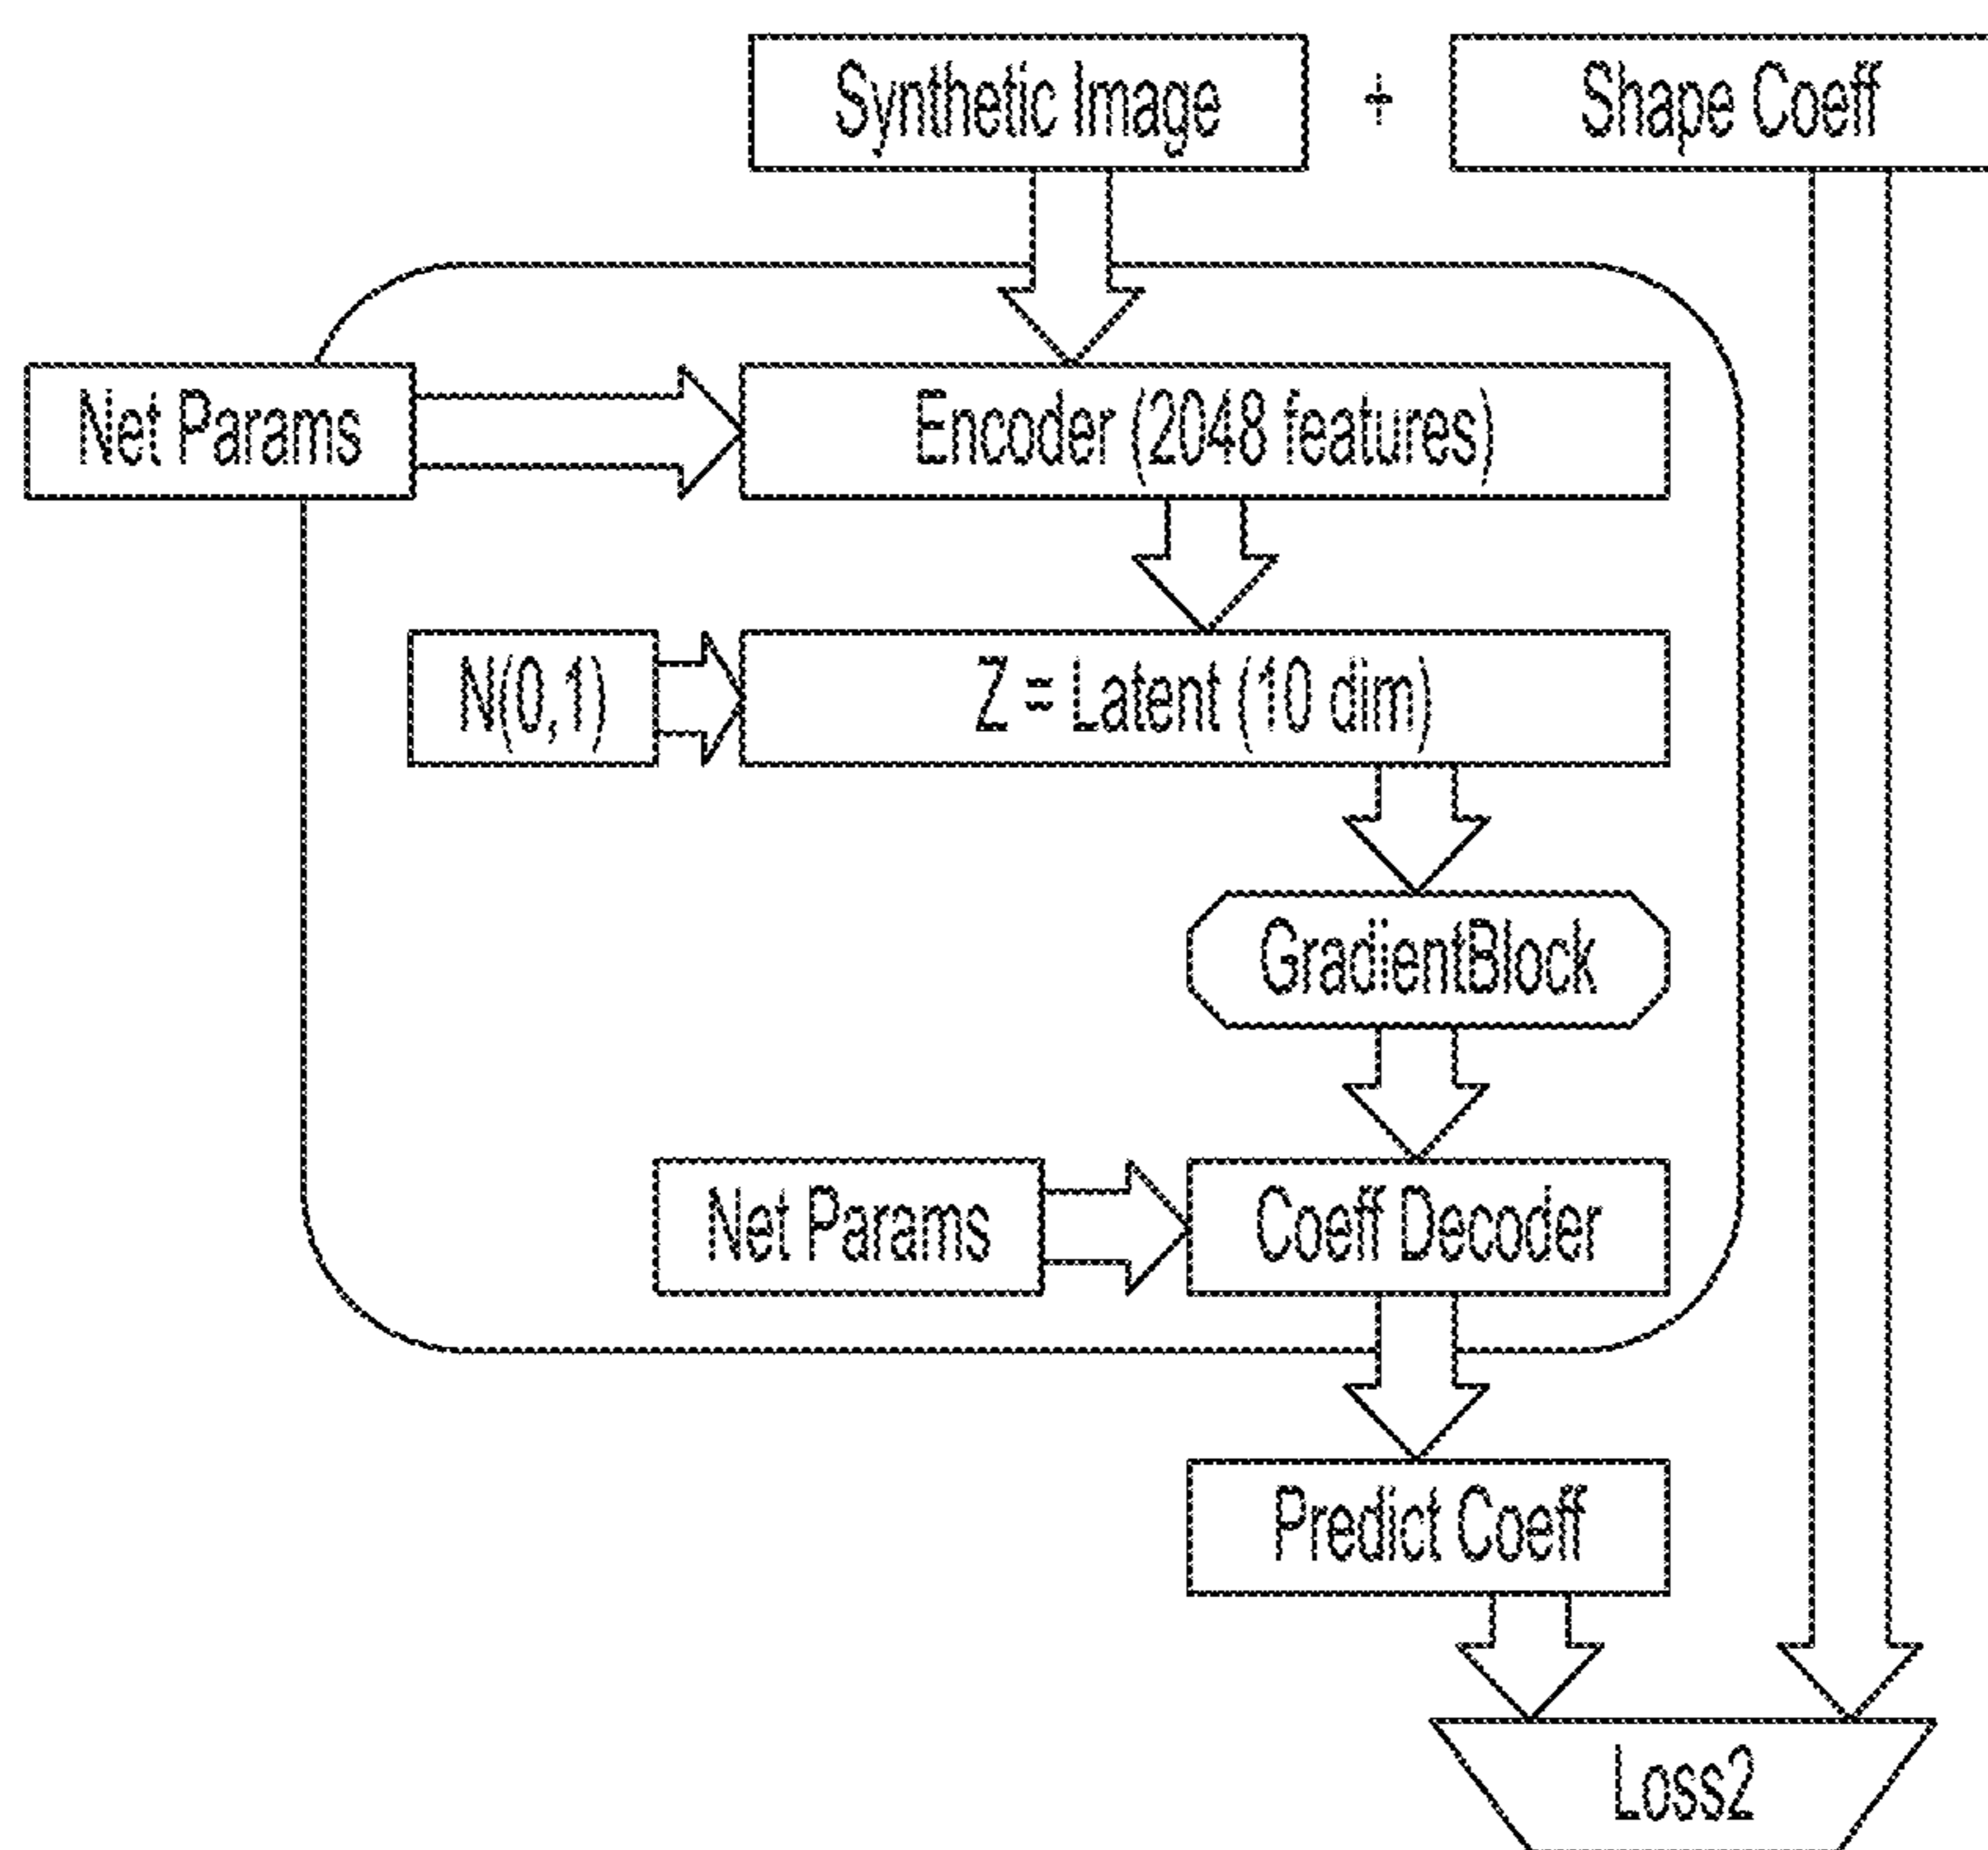 Synthetic Image + Shape Coeff
Net Params
Encoder (2048 features)
N(0,1)
Z = Latent (10 dim)
GradientBlock
Net Params
Coeff Decoder
Predict Coeff
Loss2